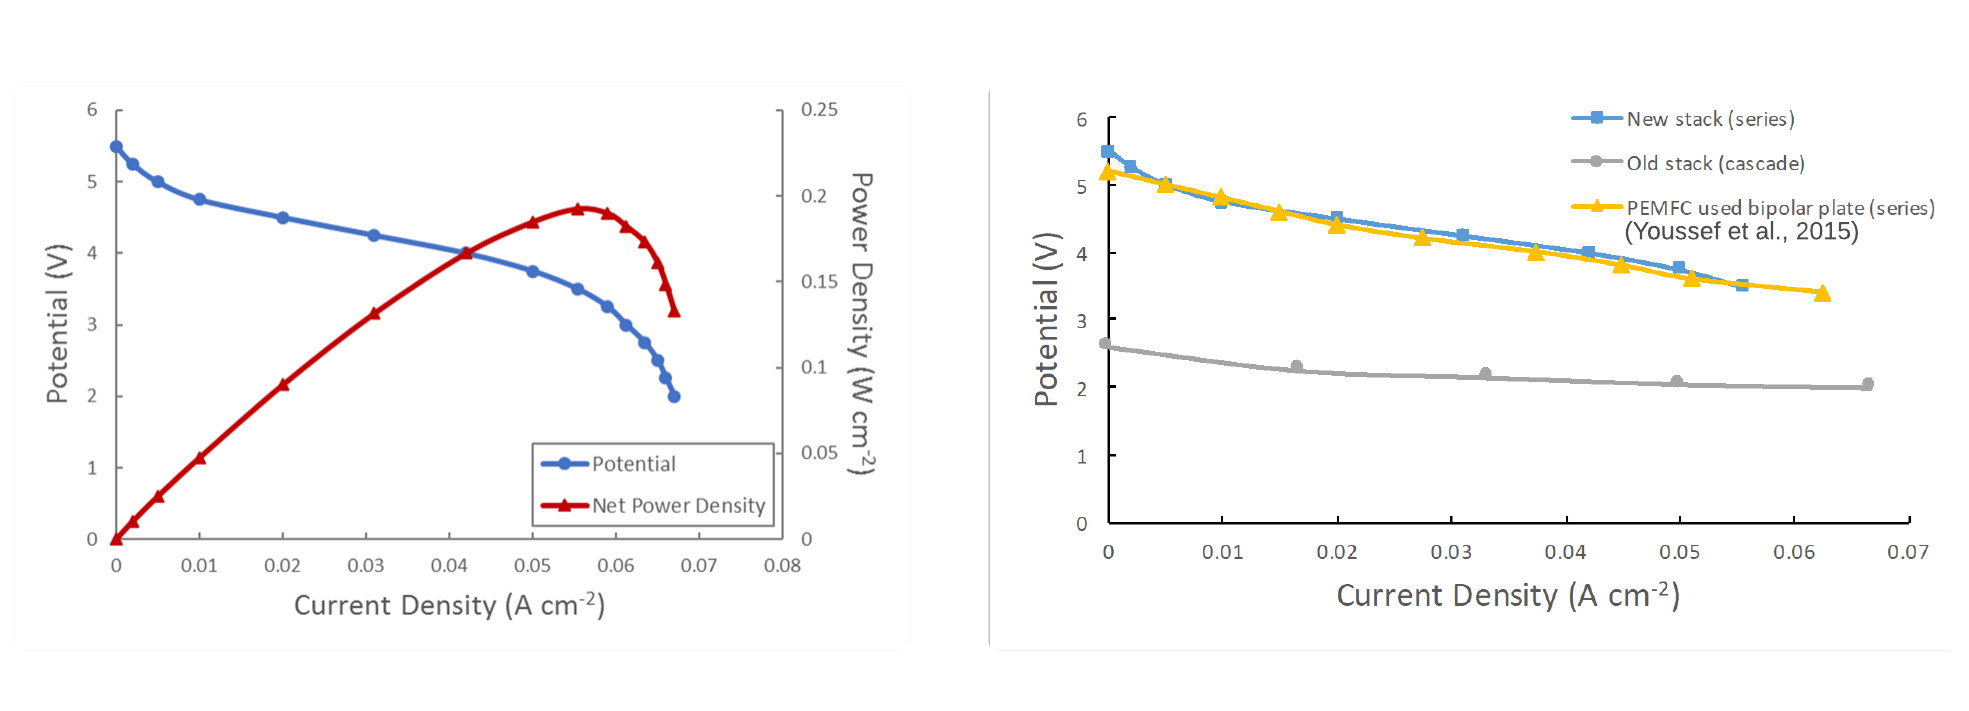 6
5
4
3
2
1
0
Potential (V)
0.25
0.2
0.15
0.1
0.05
0
Power Density (W cm-2)
Potential
Net Power Density
0 0.01 0.02 0.03 0.04 0.05 0.06 0.07 0.08
Current Density (A cm-2)
New stack (series)
Old stack (cascade)
PEMFC used bipolar plate (series)
(Youssef et al., 2015)
6
5
4
3
2
1
0
Potential (V)
0 0.01 0.02 0.03 0.04 0.05 0.06 0.07
Current Density (A cm-2)